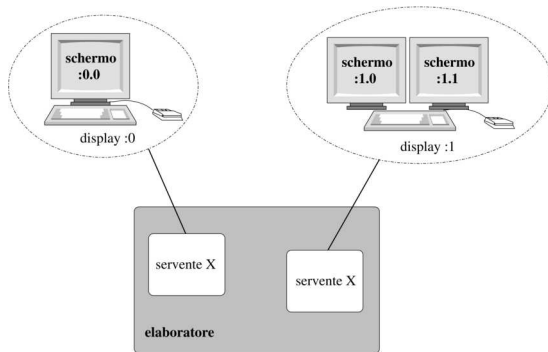 schermo
:0.0
schermo
:1.0
schermo
:1.1
display :0
display :1
servente X
servente X
elaboratore